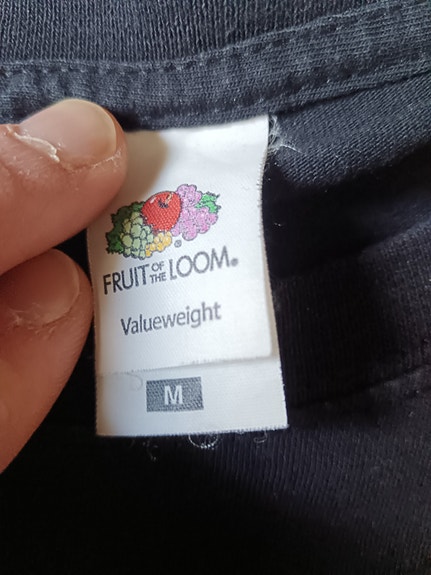 FRUIT OF THE LOOM®
Valueweight
M